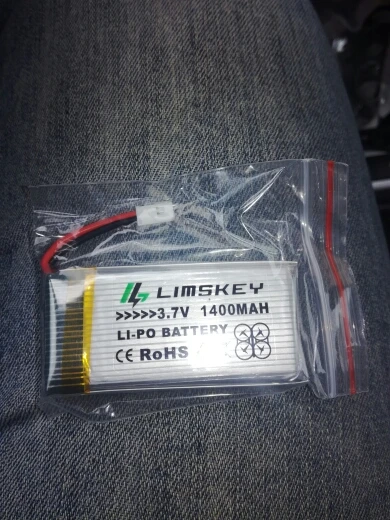 LIMSKEY
>>>>>3.7V 1400MAH
LI-PO BATTERY
CE RoHS